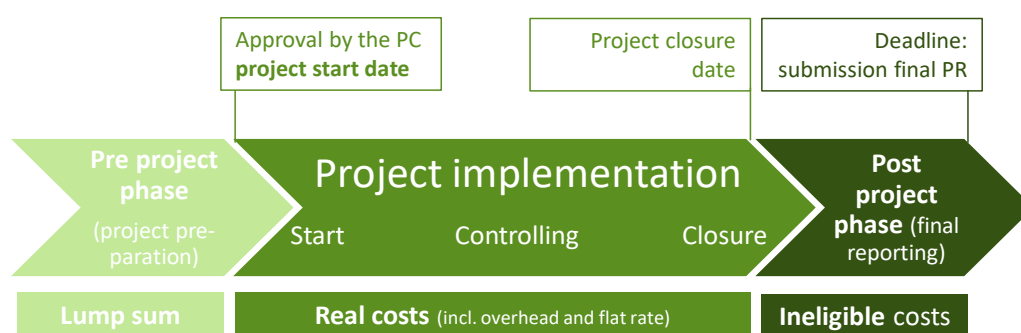 Approval by the PC
project start date
Project closure
date
Deadline:
submission final PR
Pre project
phase
(project pre-
paration)
Project implementation
Start Controlling Closure
Post
project
phase (final
reporting)
Lump sum
Real costs (incl. overhead and flat rate)
Ineligible costs